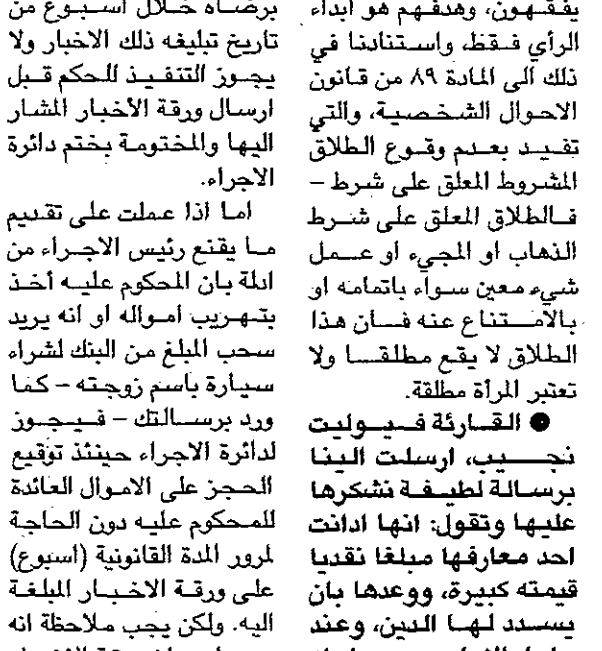 يفقهون، وهدفهم هو ابداء
الرأي فقط، واستنادنا في
ذلك الى المادة ٨٩ من قانون
الاحوال الشخصية، والتي
تفيد بعدم وقوع الطلاق
المشروط المعلق على شرط –
فالطلاق المعلق على شرط
الذهاب او المجيء او عمل
شيء معين سواء باتمامه او
بالامتناع عنه فان هذا
الطلاق لا يقع مطلقا ولا
تعتبر المرأة مطلقة.
● القارئة فيوليت
نجيب، ارسلت الينا
برسالة لطيفة نشكرها
عليها وتقول: انها ادانت
احد معارفها مبلغا نقديا
قيمته كبيرة، ووعدها بان
يسدد لها الدين، وعند
برضاه خلال اسبوع من
تاريخ تبليغه ذلك الاخبار ولا
يجوز التنفيذ للحكم قبل
ارسال ورقة الأخبار المشار
اليها والمختومة بختم دائرة
الاجراء.
اما اذا عملت على تقديم
ما يقنع رئيس الاجراء من
ادلة بان المحكوم عليه أخذ
بتهريب امواله او انه يريد
سحب المبلغ من البنك لشراء
سيارة باسم زوجته – كما
ورد برسالتك – فيجوز
لدائرة الاجراء حينئذ توقيع
الحجز على الاموال العائدة
للمحكوم عليه دون الحاجة
لمرور المدة القانونية (اسبوع)
على ورقة الاخبار المبلغة
اليه. ولكن يجب ملاحظة انه